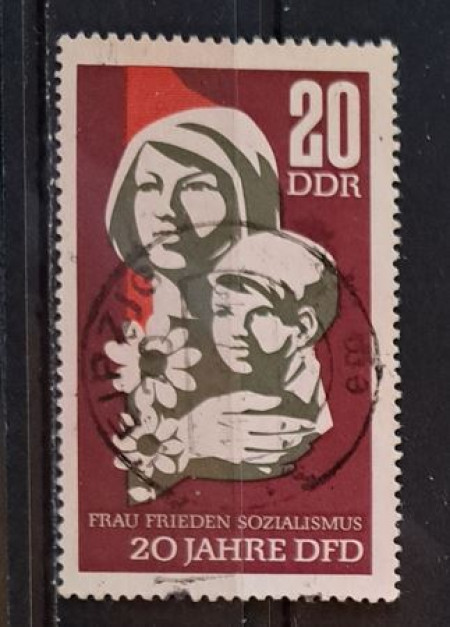 20
DDR
FRAU FRIEDEN SOZIALISMUS
20 JAHRE DFD